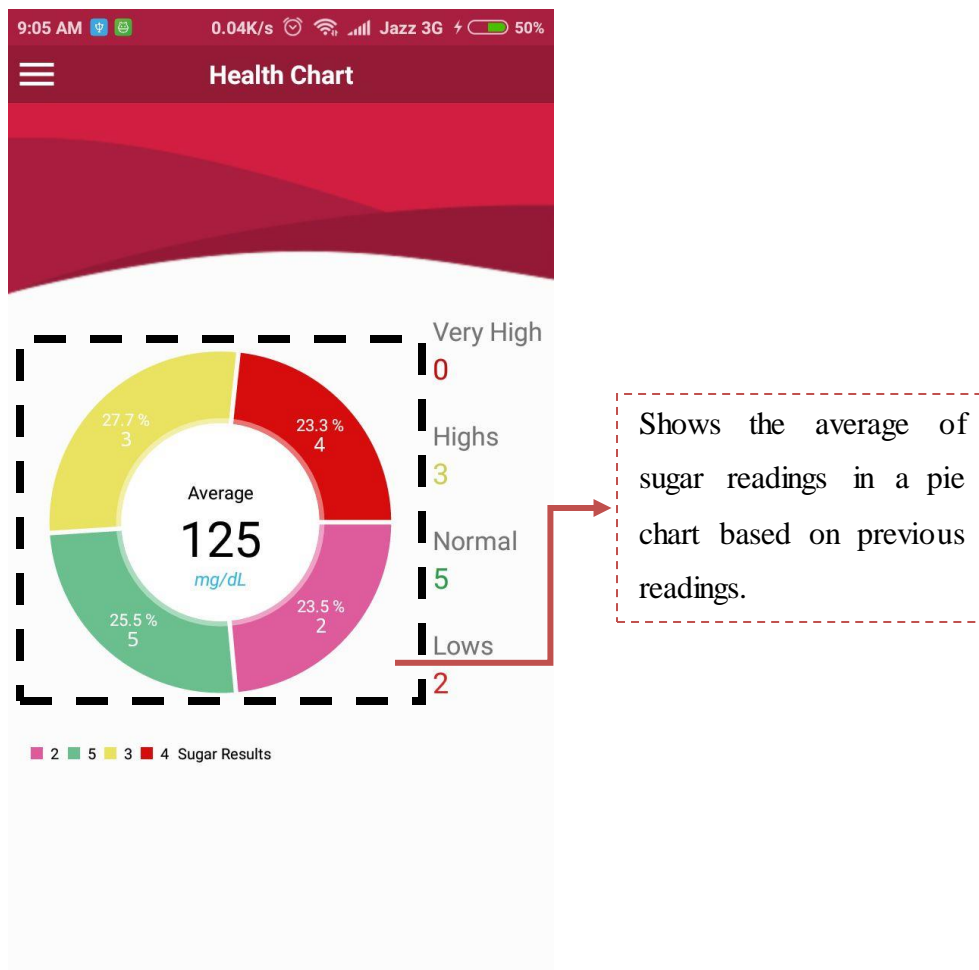 9:05 AM 0.04K/s Jazz 3G 50%
Health Chart
Very High
0
Highs
3
Normal
5
Lows
2
27.7 %
3
23.3 %
4
25.5 %
5
23.5 %
2
Average
125
mg/dL
2 5 3 4 Sugar Results
Shows the average of
sugar readings in a pie
chart based on previous
readings.